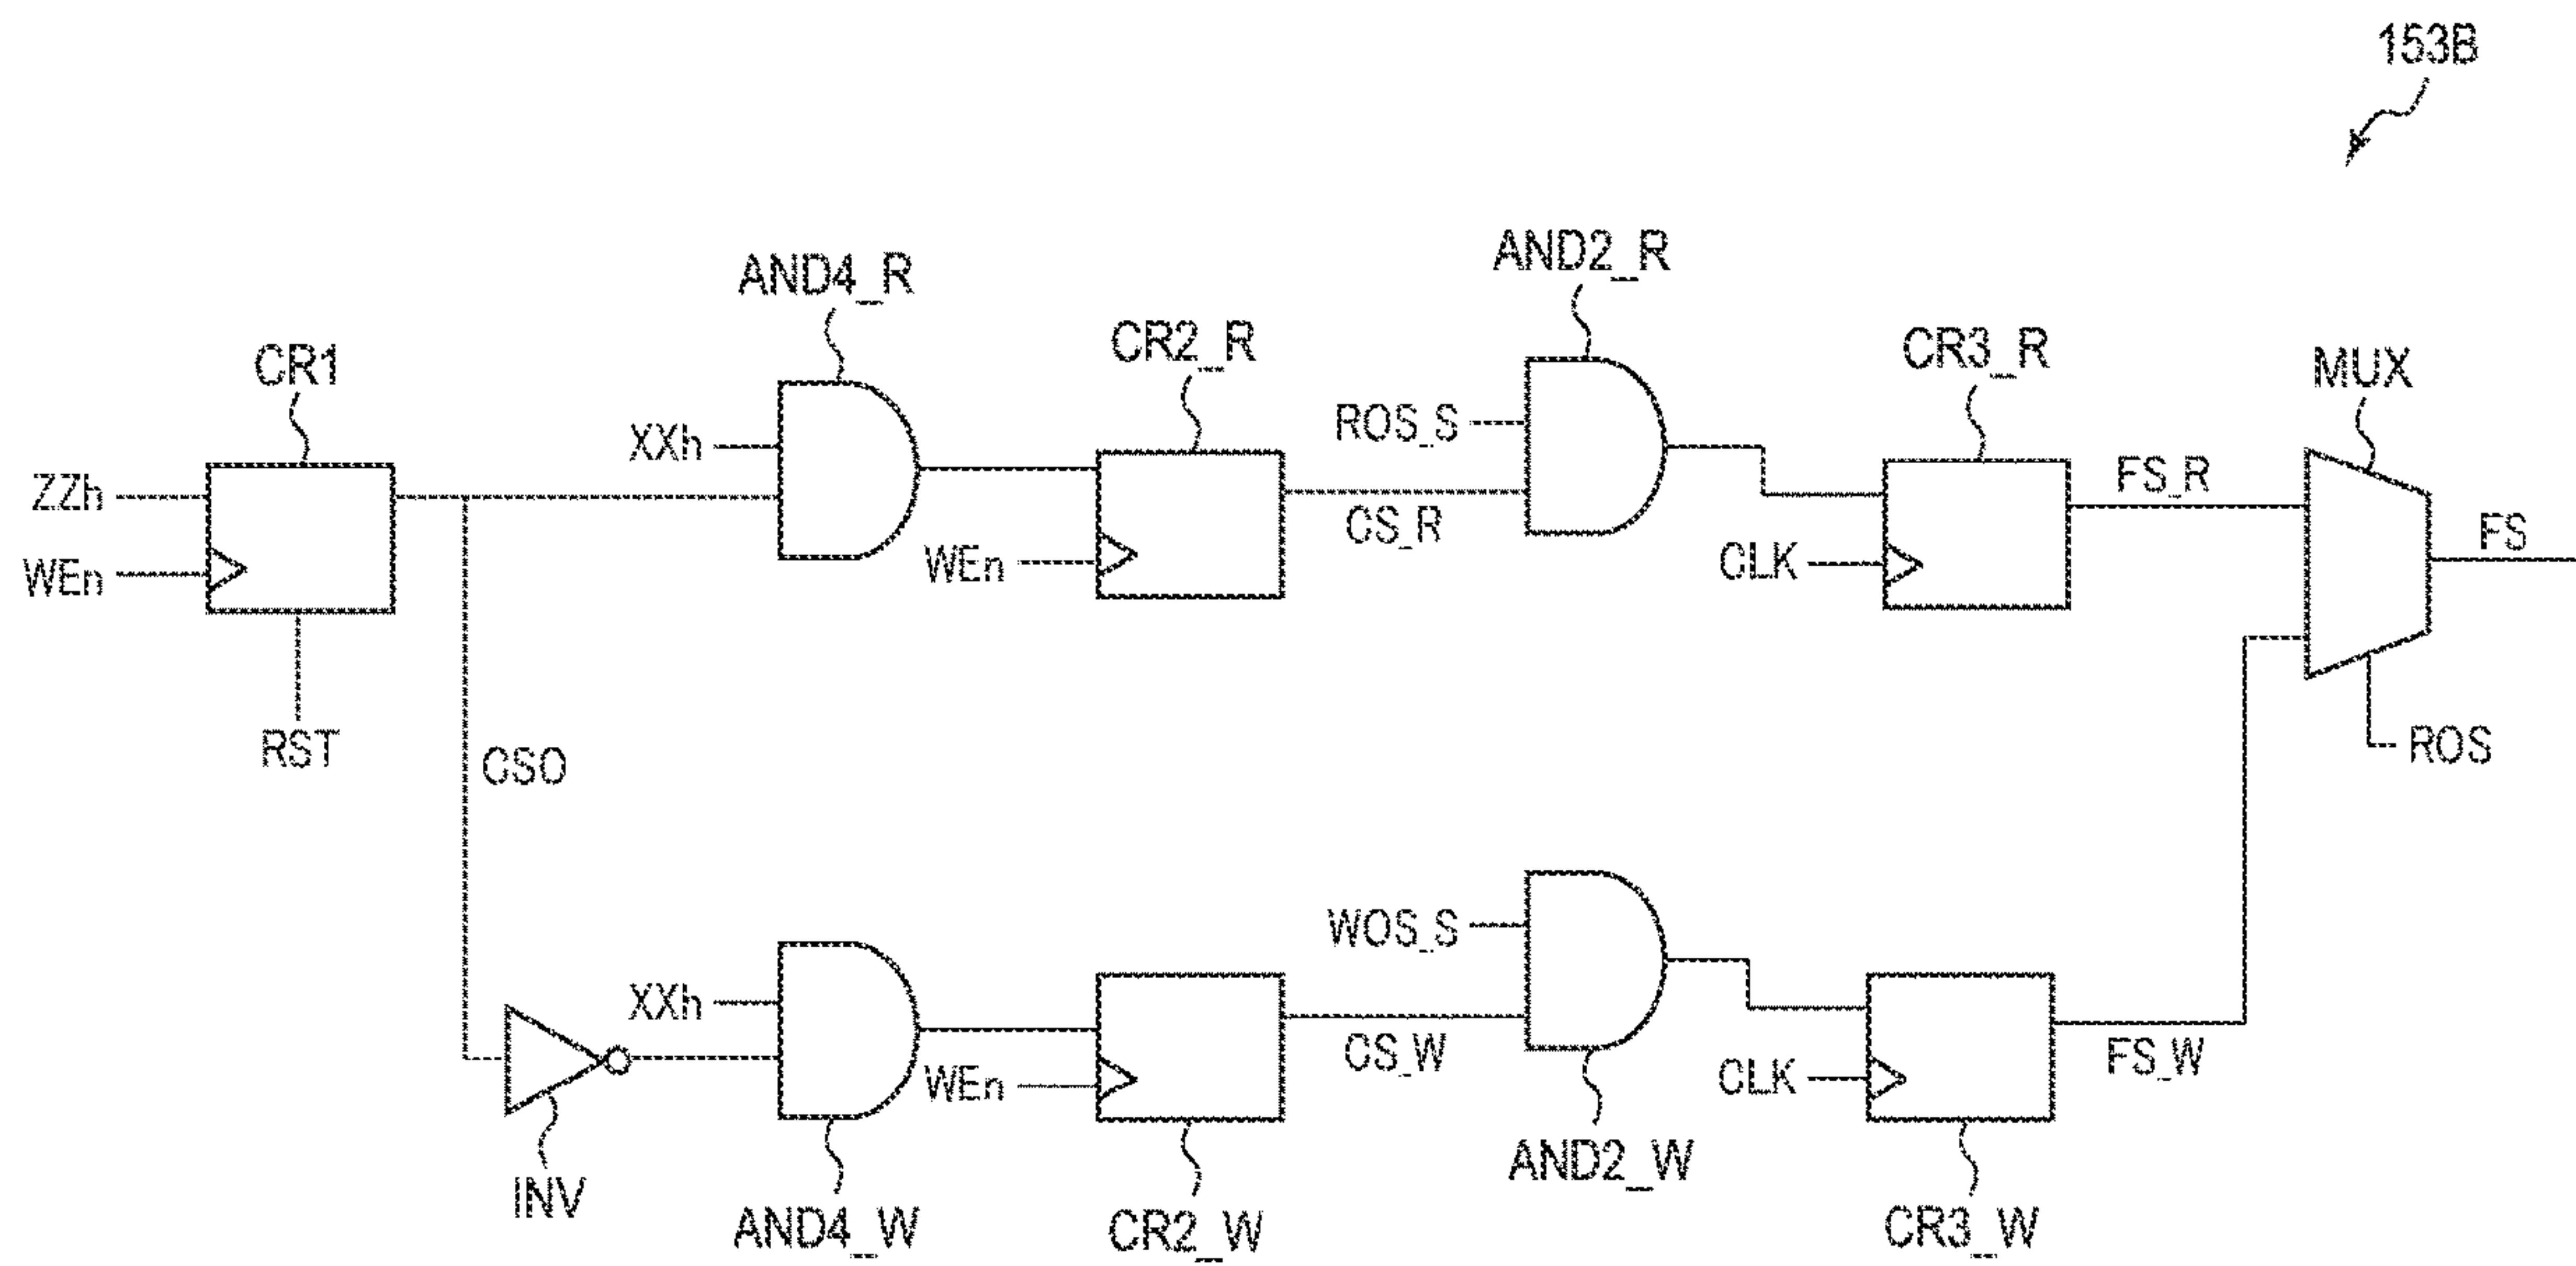 153B
AND2_R
AND4_R
CR2_R
CR3_R
CR1
MUX
ROS_S
XXh
FS_R
ZZh
CS_R
FS
WEn
WEn
CLK
RST
CSO
ROS
WOS_S
XXh
CS_W
FS_W
WEn
CLK
AND2_W
INV
AND4_W
CR2_W
CR3_W